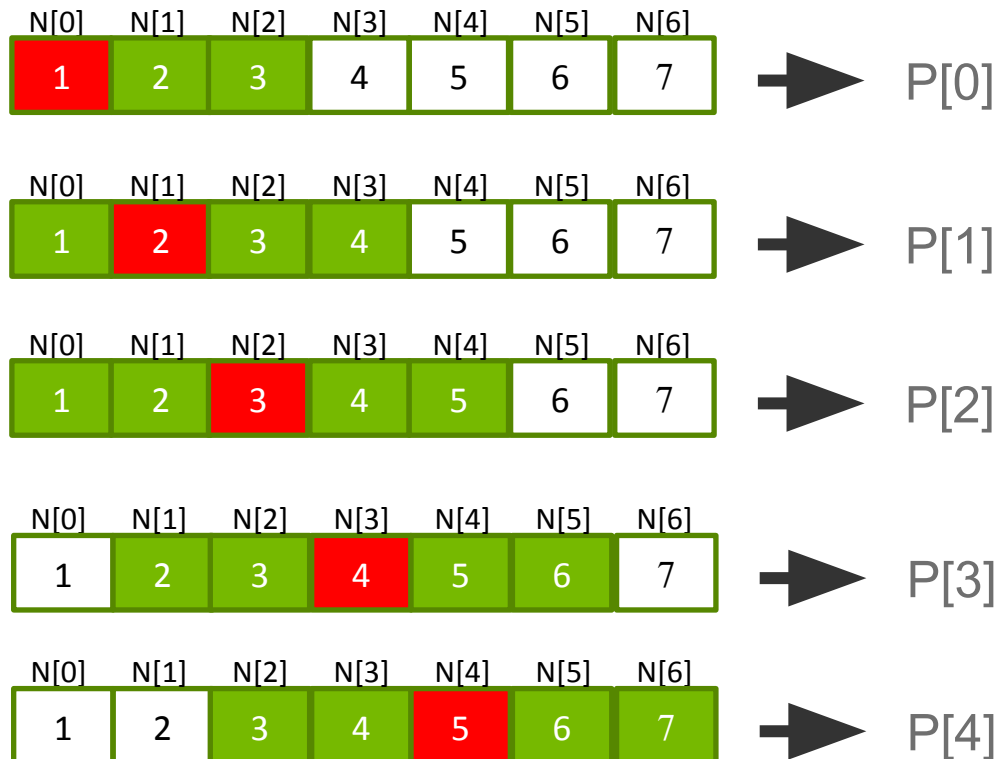 N[0] N[1] N[2] N[3] N[4] N[5] N[6]
1 2 3 4 5 6 7 P[0]
N[0] N[1] N[2] N[3] N[4] N[5] N[6]
1 2 3 4 5 6 7 P[1]
N[0] N[1] N[2] N[3] N[4] N[5] N[6]
1 2 3 4 5 6 7 P[2]
N[0] N[1] N[2] N[3] N[4] N[5] N[6]
1 2 3 4 5 6 7 P[3]
N[0] N[1] N[2] N[3] N[4] N[5] N[6]
1 2 3 4 5 6 7 P[4]